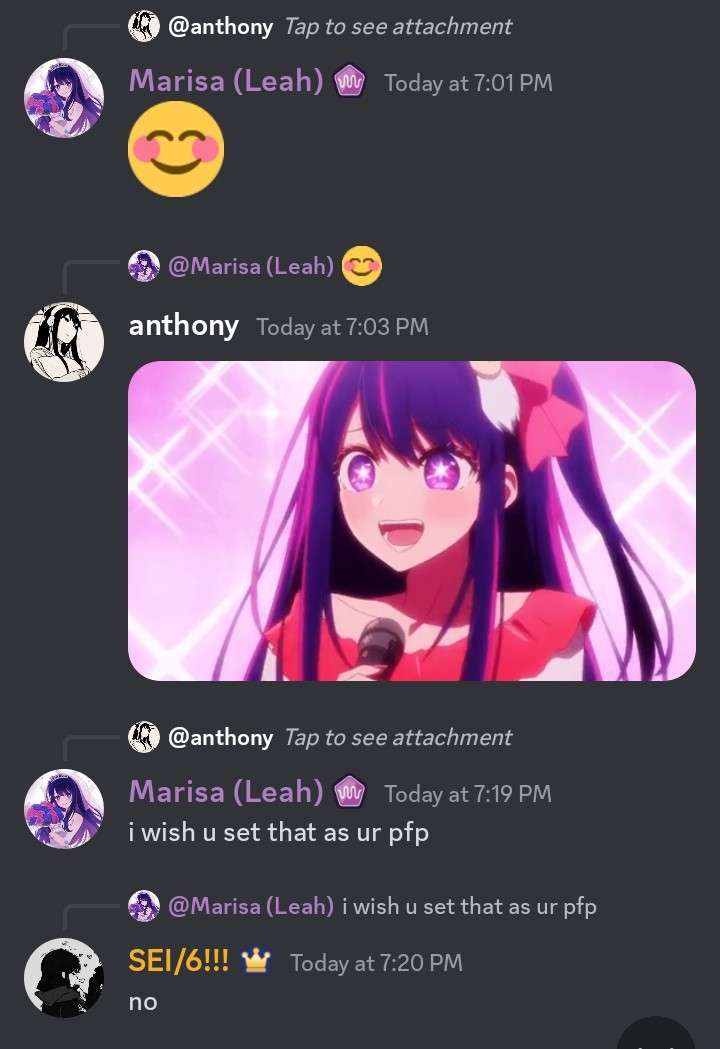 @anthony Tap to see attachment
Marisa (Leah) Today at 7:01 PM
@Marisa (Leah)
anthony Today at 7:03 PM
@anthony Tap to see attachment
Marisa (Leah) Today at 7:19 PM
i wish u set that as ur pfp
@Marisa (Leah) i wish u set that as ur pfp
SEI/6!!! Today at 7:20 PM
no